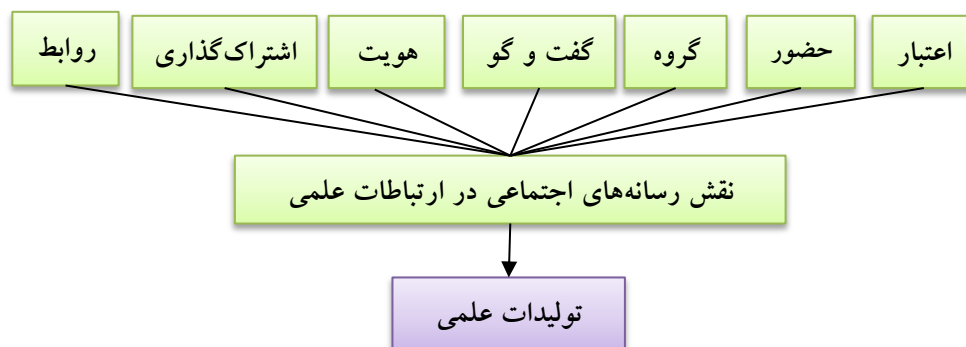 اعتبار
حضور
گروه
گفت و گو
هویت
اشتراک‌گذاری
روابط
نقش رسانه‌های اجتماعی در ارتباطات علمی
تولیدات علمی